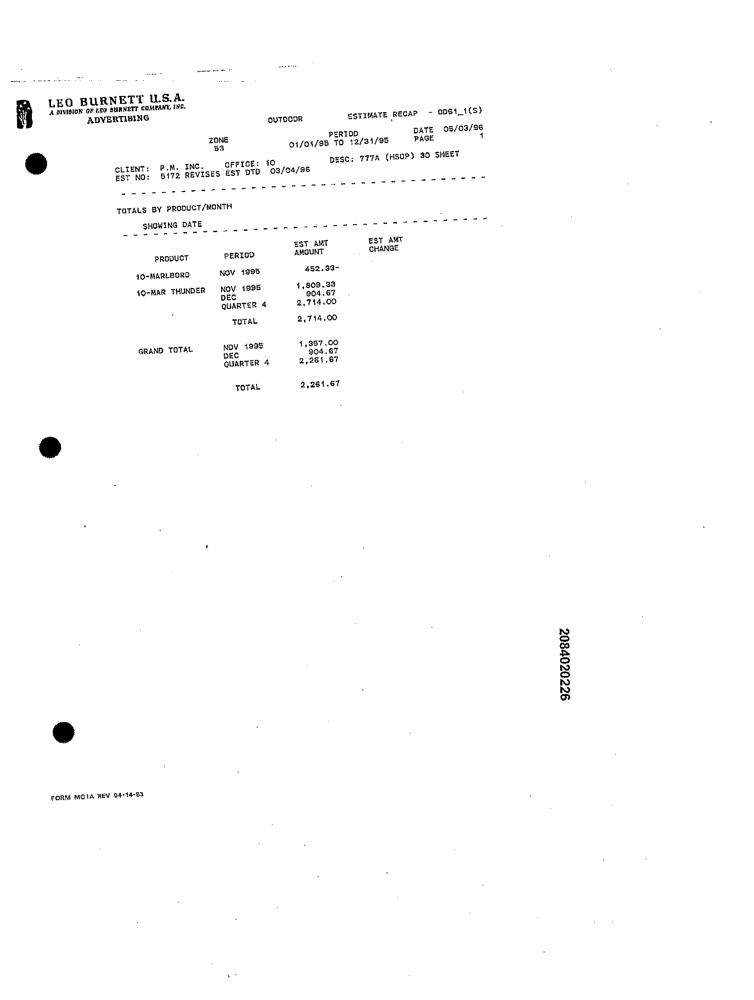 LEO BURNETT U.S.A.
A DIVISION OF LEO BURNETT COMPANY, INC.
ADVERTISING
OUTDOOR ESTIMATE RECAP - ODS1_1(S)
ZONE PERIOD DATE 05/03/96
53 01/01/95 TO 12/31/95 PAGE 1
CLIENT: P.M. INC. OFFICE: 10 DESC: 777A (HSOP) 30 SHEET
EST NO: 5172 REVISES EST DTD 03/04/96
TOTALS BY PRODUCT/MONTH
SHOWING DATE
EST AMT EST AMT
PRODUCT PERIOD AMOUNT CHANGE
10-MARLBORO NOV 1995 452.33-
10-MAR THUNDER NOV 1995 1,809.33
DEC 904.67
QUARTER 4 2,714.00
TOTAL 2,714.00
GRAND TOTAL NOV 1995 1,357.00
DEC 904.67
QUARTER 4 2,261.67
TOTAL 2,261.67
2084020226
FORM MC1A REV 04-14-93